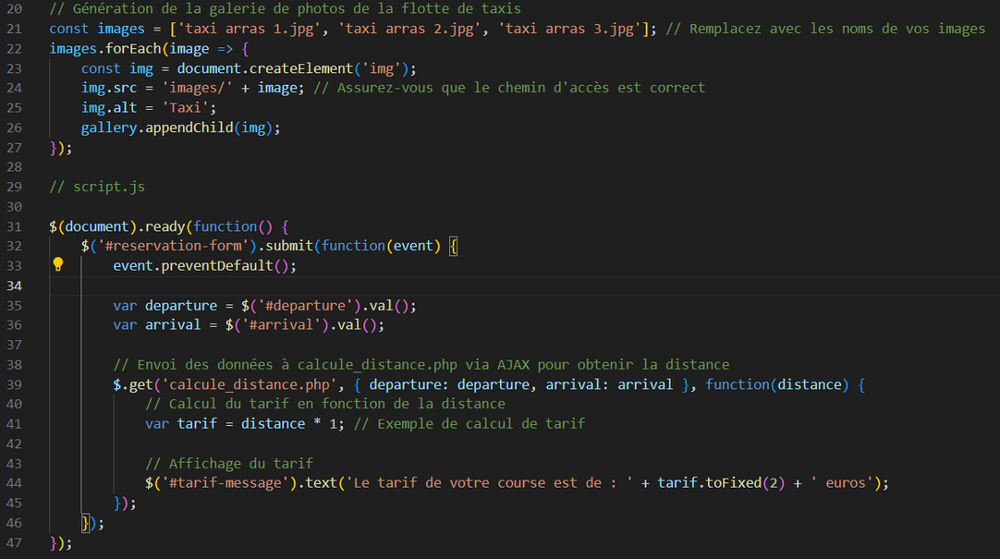 20 // Génération de la galerie de photos de la flotte de taxis
21 const images = ['taxi arras 1.jpg', 'taxi arras 2.jpg', 'taxi arras 3.jpg']; // Remplacez avec les noms de vos images
22 images.forEach(image => {
23     const img = document.createElement('img');
24     img.src = 'images/' + image; // Assurez-vous que le chemin d'accès est correct
25     img.alt = 'Taxi';
26     gallery.appendChild(img);
27 });
28
29 // script.js
30
31 $(document).ready(function() {
32     $('#reservation-form').submit(function(event) {
33         event.preventDefault();
34
35         var departure = $('#departure').val();
36         var arrival = $('#arrival').val();
37
38         // Envoi des données à calcule_distance.php via AJAX pour obtenir la distance
39         $.get('calcule_distance.php', { departure: departure, arrival: arrival }, function(distance) {
40             // Calcul du tarif en fonction de la distance
41             var tarif = distance * 1; // Exemple de calcul de tarif
42
43             // Affichage du tarif
44             $('#tarif-message').text('Le tarif de votre course est de : ' + tarif.toFixed(2) + ' euros');
45         });
46     });
47 });